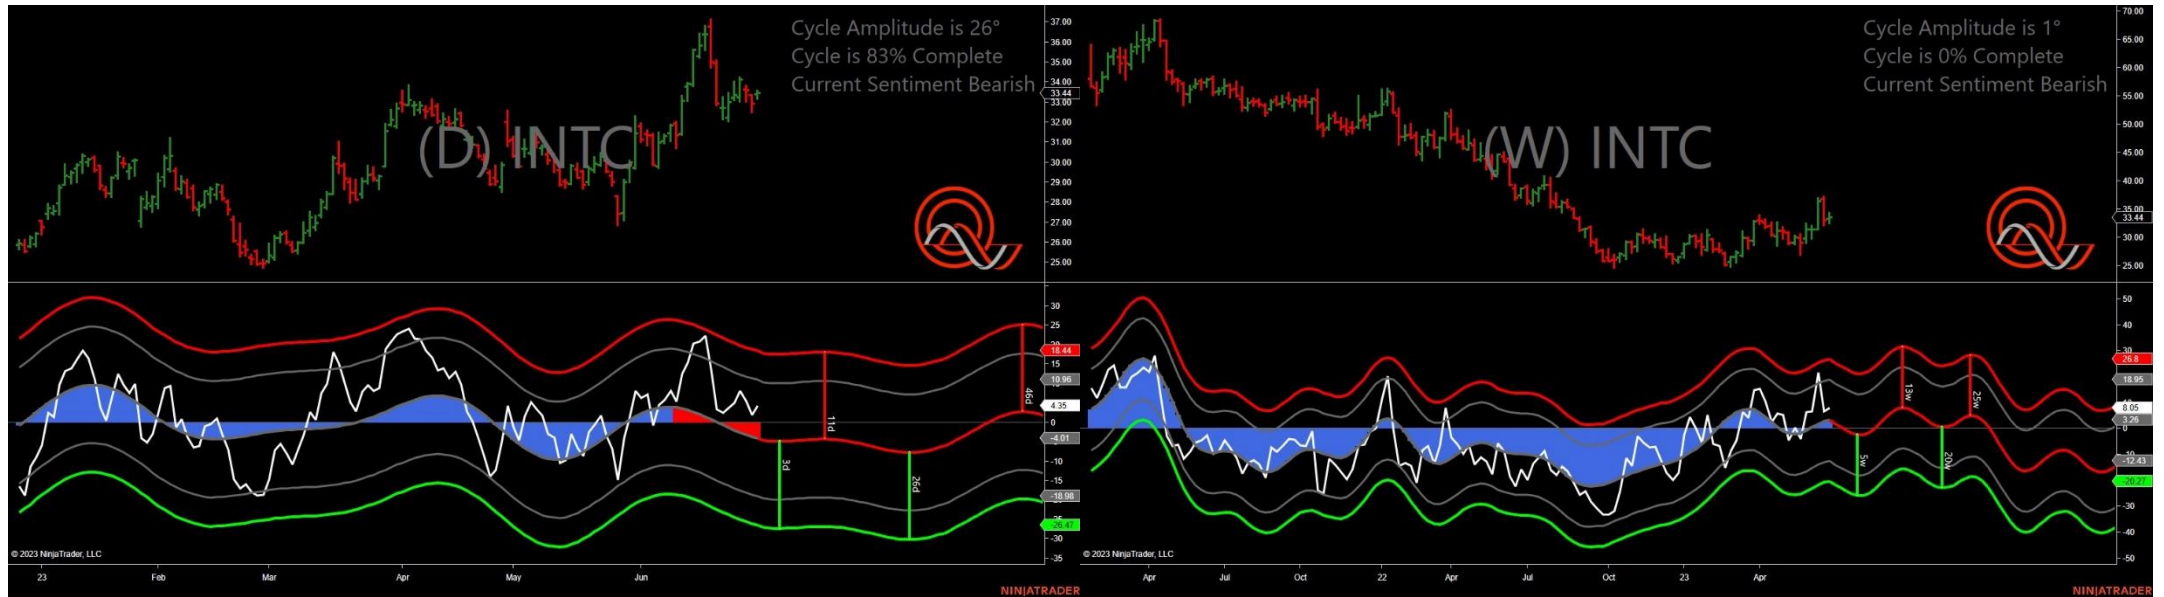 Cycle Amplitude is 26°
Cycle is 83% Complete
Current Sentiment Bearish
(D) INTC
37.00
36.00
35.00
34.00
33.44
33.00
32.00
31.00
30.00
29.00
28.00
27.00
26.00
25.00
30
25
18.44
15
10.96
4.35
0
-4.01
-10
-15
-18.98
-26.47
-30
-35
11d
46d
3d
26d
© 2023 NinjaTrader, LLC
23 Feb Mar Apr May Jun
NINJATRADER
Cycle Amplitude is 1°
Cycle is 0% Complete
Current Sentiment Bearish
(W) INTC
70.00
65.00
60.00
55.00
50.00
45.00
40.00
35.00
33.44
30.00
25.00
50
40
30
26.8
18.95
8.05
3.26
0
-12.43
-20.27
-30
-40
-50
13w
25w
5w
20w
© 2023 NinjaTrader, LLC
Apr Jul Oct 22 Apr Jul Oct 23 Apr
NINJATRADER